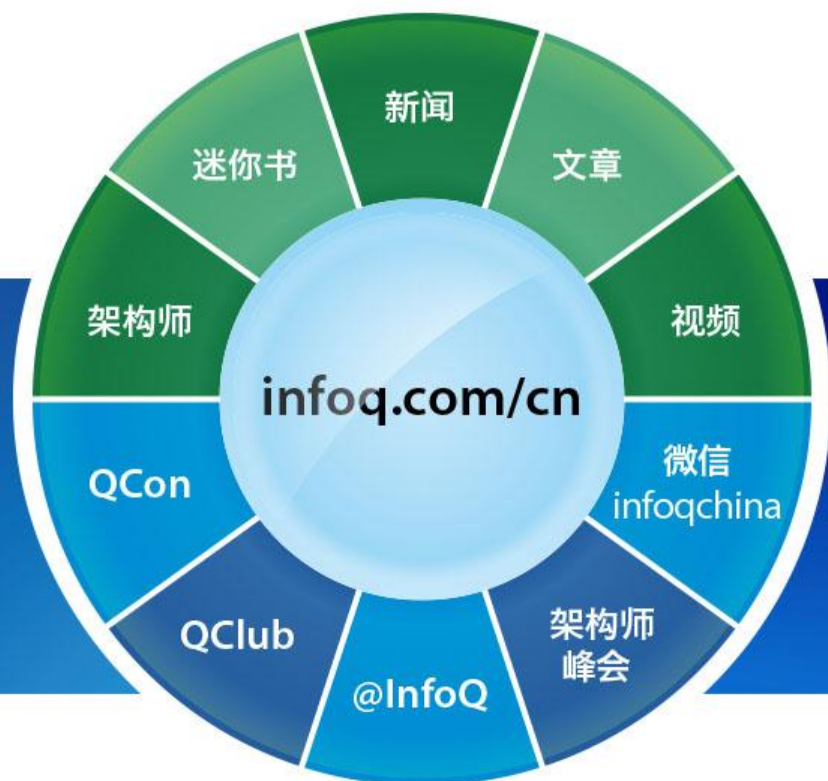 新闻
文章
视频
微信
infoqchina
架构师
峰会
@InfoQ
QClub
QCon
架构师
迷你书
infoq.com/cn